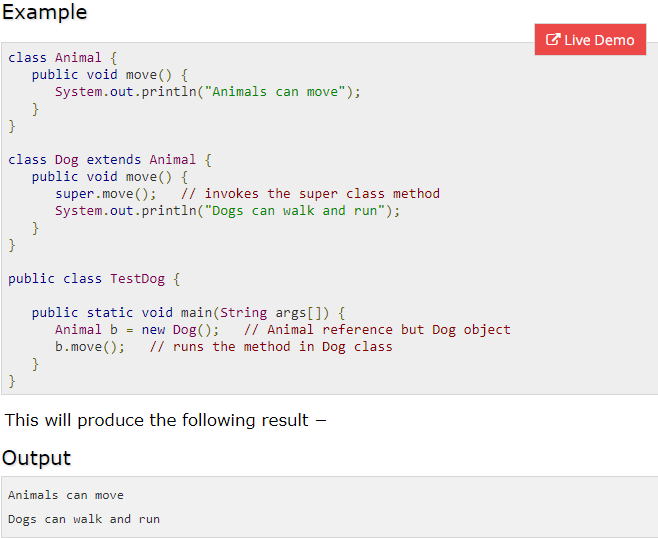 Example
Live Demo
class Animal {
   public void move() {
      System.out.println("Animals can move");
   }
}

class Dog extends Animal {
   public void move() {
      super.move();   // invokes the super class method
      System.out.println("Dogs can walk and run");
   }
}

public class TestDog {

   public static void main(String args[]) {
      Animal b = new Dog();   // Animal reference but Dog object
      b.move();   // runs the method in Dog class
   }
}
This will produce the following result −
Output
Animals can move
Dogs can walk and run